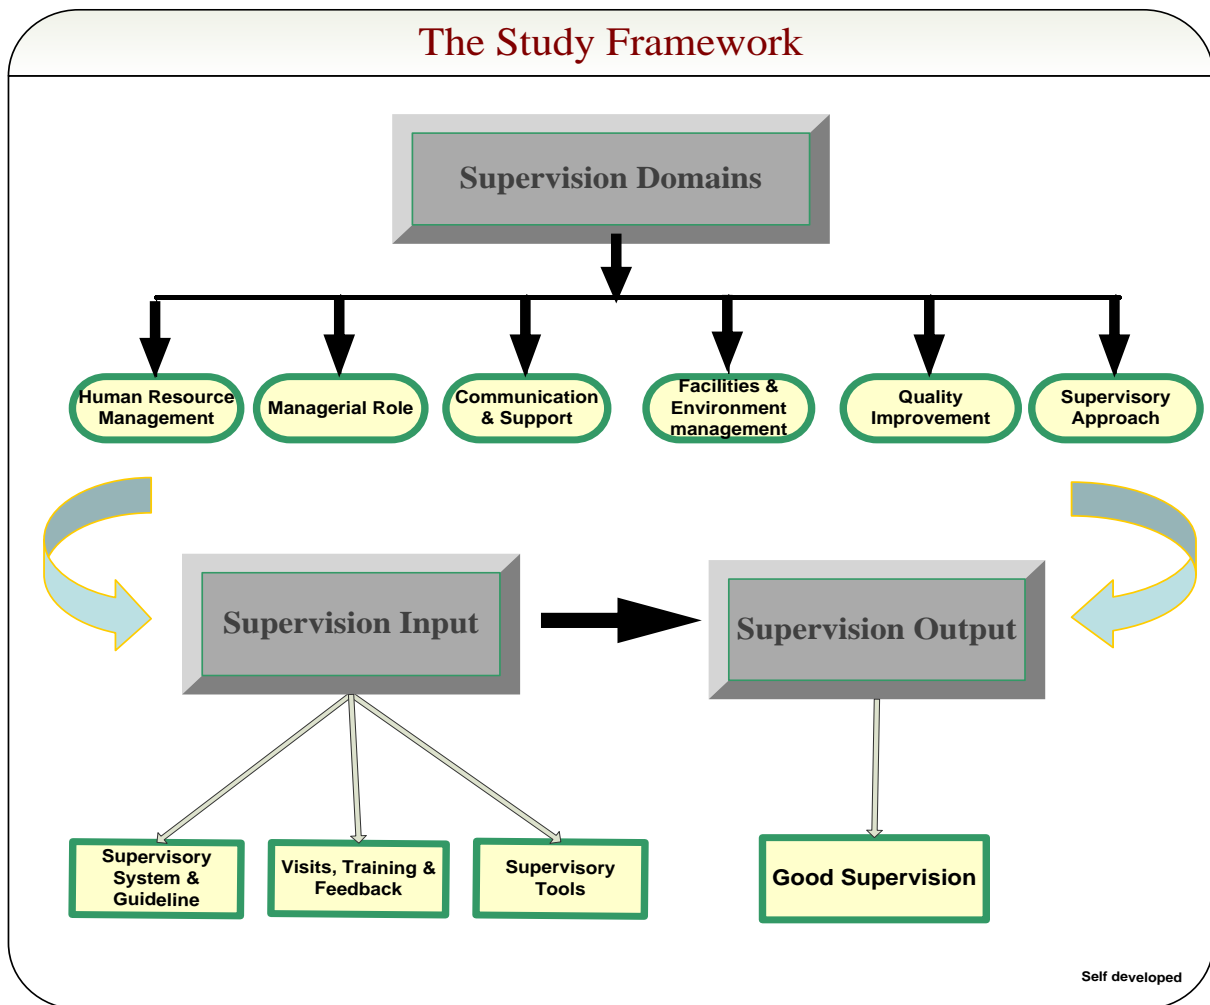 The Study Framework
Supervision Domains
Human Resource
Management
Managerial Role
Communication
& Support
Facilities &
Environment
management
Quality
Improvement
Supervisory
Approach
Supervision Input
Supervision Output
Supervisory
System &
Guideline
Visits, Training &
Feedback
Supervisory
Tools
Good Supervision
Self developed